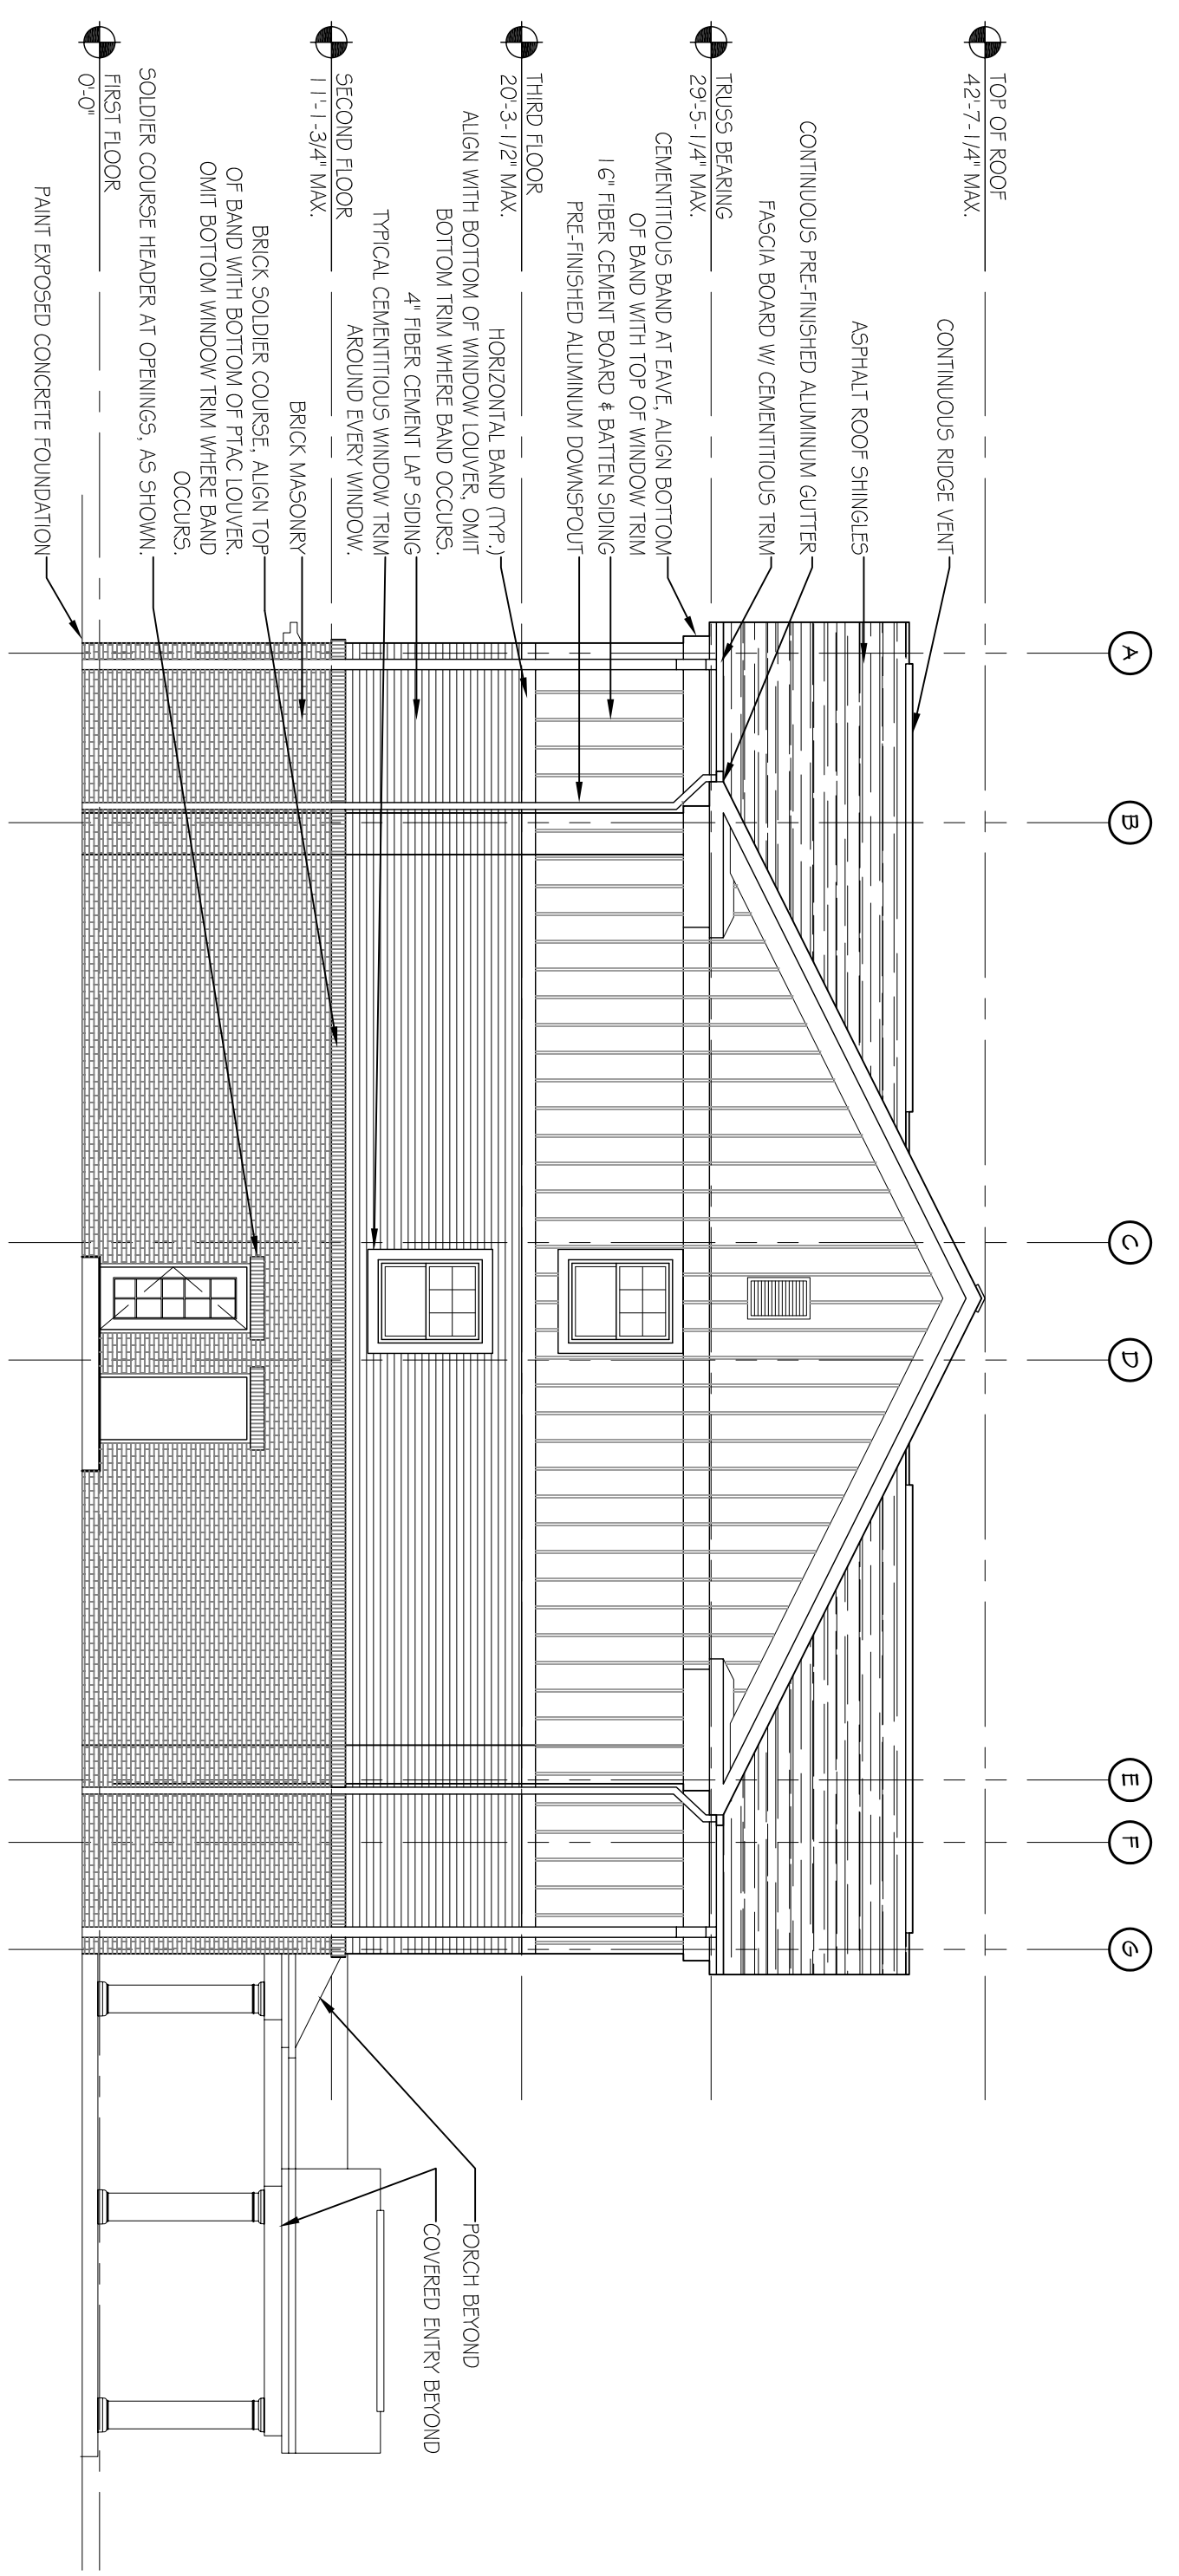 A
B
C
D
E
F
G
TOP OF ROOF
42'-7-1/4" MAX.
TRUSS BEARING
29'-5-1/4" MAX.
THIRD FLOOR
20'-3-1/2" MAX.
SECOND FLOOR
11'-1-3/4" MAX.
FIRST FLOOR
0'-0"
CONTINUOUS RIDGE VENT
ASPHALT ROOF SHINGLES
CONTINUOUS PRE-FINISHED ALUMINUM GUTTER
FASCIA BOARD W/ CEMENTITIOUS TRIM
CEMENTITIOUS BAND AT EAVE, ALIGN BOTTOM
OF BAND WITH TOP OF WINDOW TRIM
16" FIBER CEMENT BOARD & BATTEN SIDING
PRE-FINISHED ALUMINUM DOWNSPOUT
HORIZONTAL BAND (TYP.)
ALIGN WITH BOTTOM OF WINDOW LOUVER, OMIT
BOTTOM TRIM WHERE BAND OCCURS.
4" FIBER CEMENT LAP SIDING
TYPICAL CEMENTITIOUS WINDOW TRIM
AROUND EVERY WINDOW.
BRICK MASONRY
BRICK SOLDIER COURSE, ALIGN TOP
OF BAND WITH BOTTOM OF PTAC LOUVER.
OMIT BOTTOM WINDOW TRIM WHERE BAND
OCCURS.
SOLDIER COURSE HEADER AT OPENINGS, AS SHOWN.
PAINT EXPOSED CONCRETE FOUNDATION
PORCH BEYOND
COVERED ENTRY BEYOND